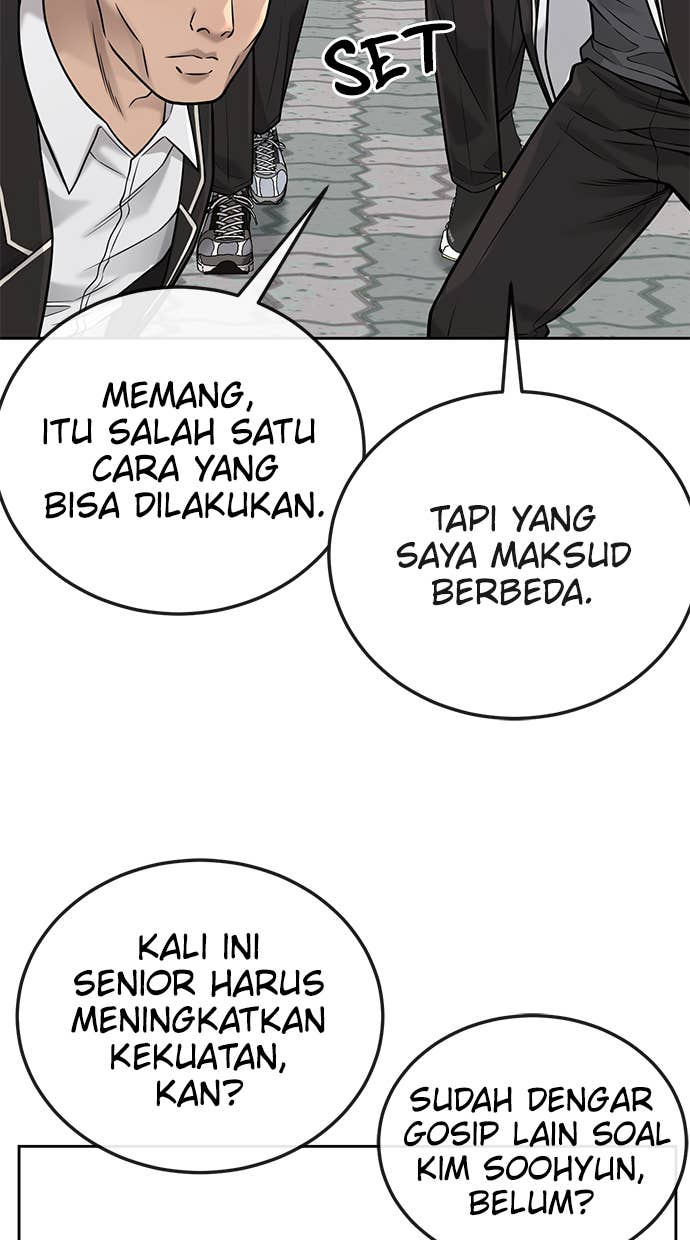 SET
MEMANG,
ITU SALAH SATU
CARA YANG
BISA DILAKUKAN.
TAPI YANG
SAYA MAKSUD
BERBEDA.
KALI INI
SENIOR HARUS
MENINGKATKAN
KEKUATAN,
KAN?
SUDAH DENGAR
GOSIP LAIN SOAL
KIM SOOHYUN,
BELUM?